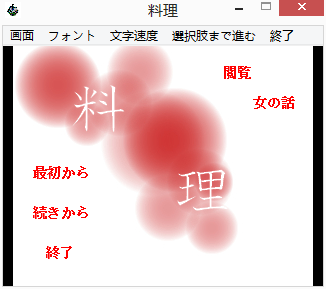 料理
画面 フォント 文字速度 選択肢まで進む 終了
閲覧
女の話
料
理
最初から
続きから
終了